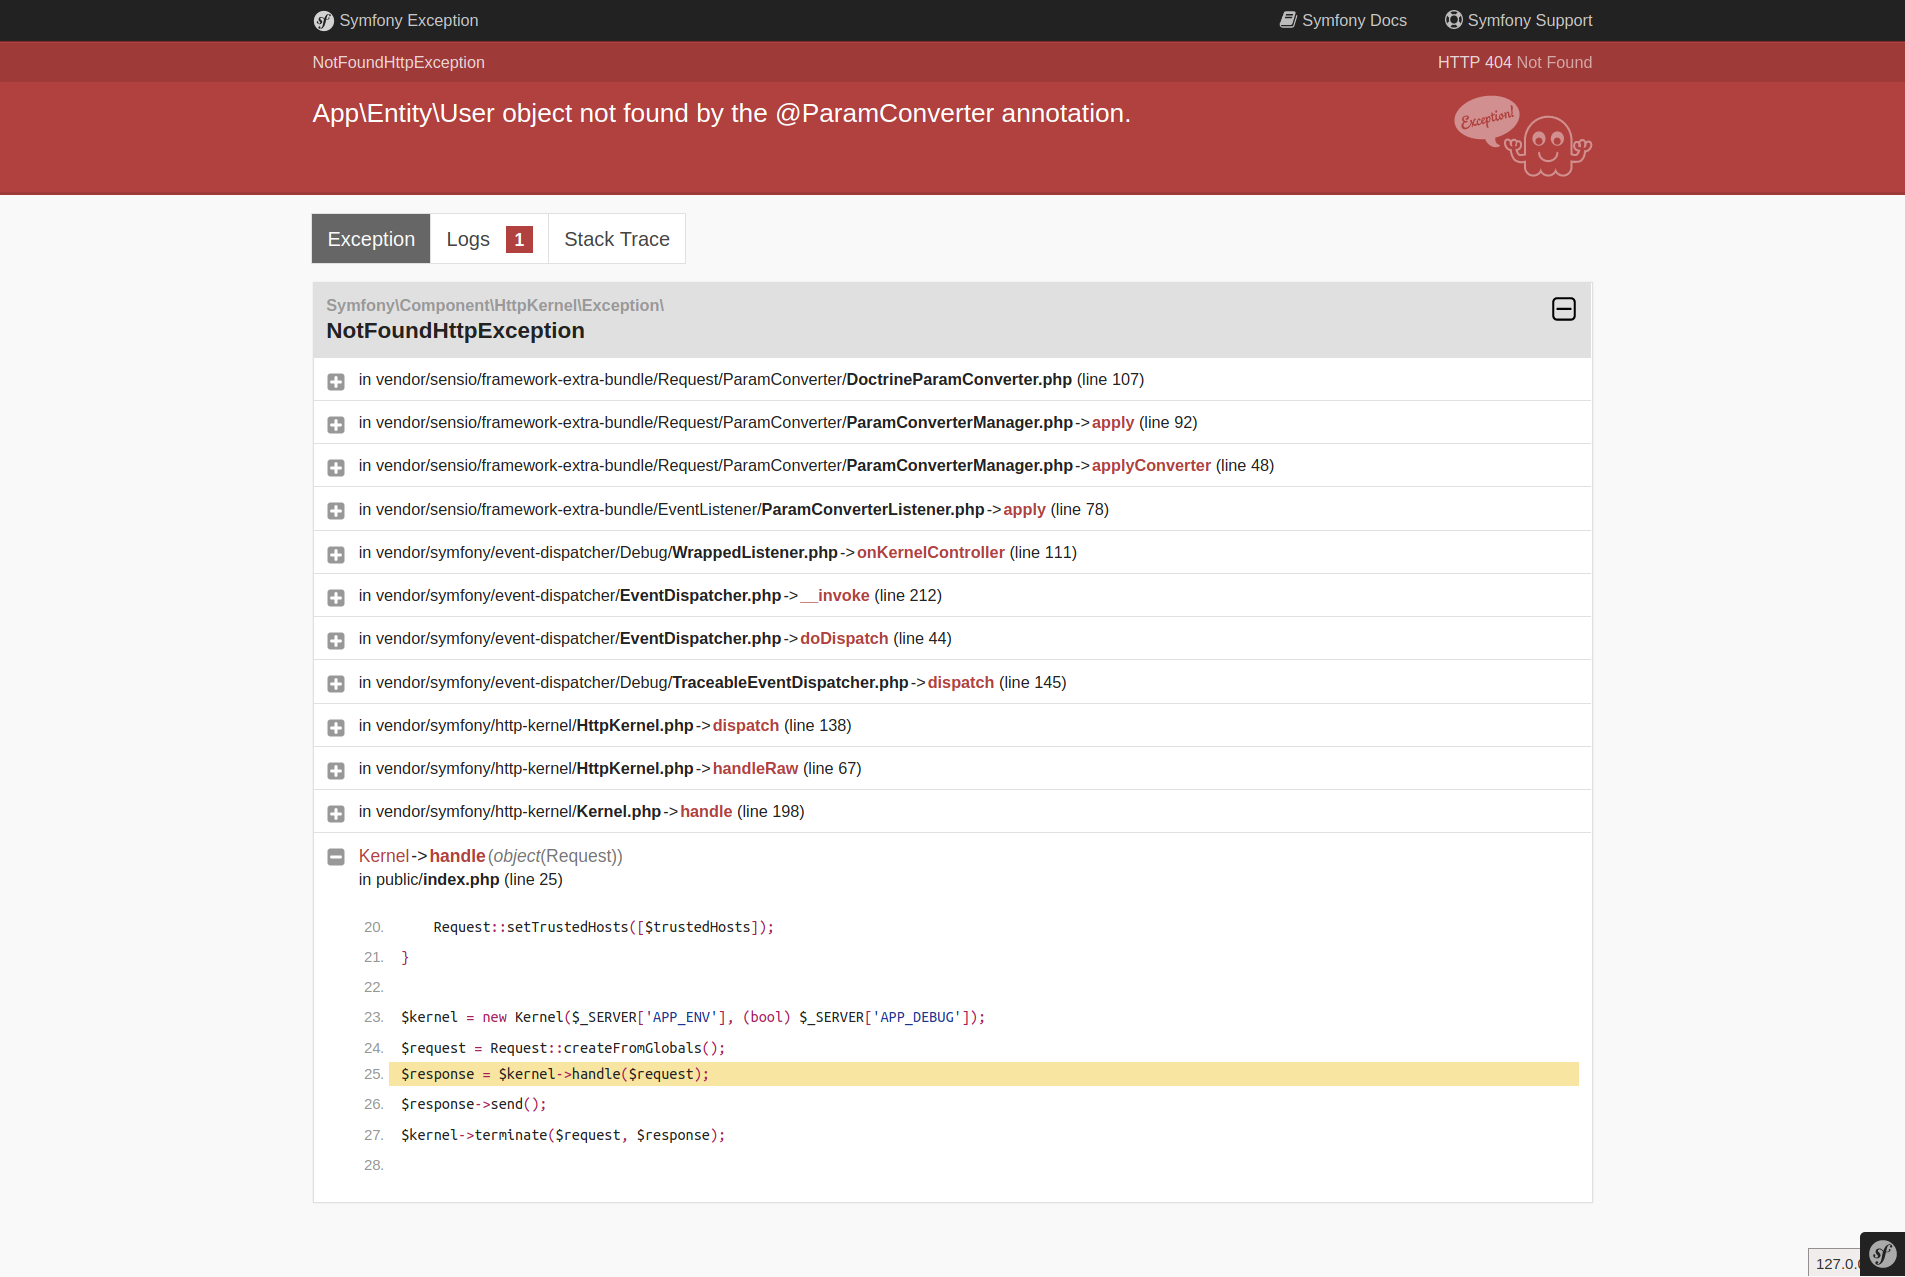 Symfony Exception
Symfony Docs
Symfony Support
NotFoundHttpException
HTTP 404 Not Found
App\Entity\User object not found by the @ParamConverter annotation.
Exception!
Exception
Logs 1
Stack Trace
Symfony\Component\HttpKernel\Exception\
NotFoundHttpException
in vendor/sensio/framework-extra-bundle/Request/ParamConverter/DoctrineParamConverter.php (line 107)
in vendor/sensio/framework-extra-bundle/Request/ParamConverter/ParamConverterManager.php->apply (line 92)
in vendor/sensio/framework-extra-bundle/Request/ParamConverter/ParamConverterManager.php->applyConverter (line 48)
in vendor/sensio/framework-extra-bundle/EventListener/ParamConverterListener.php->apply (line 78)
in vendor/symfony/event-dispatcher/Debug/WrappedListener.php->onKernelController (line 111)
in vendor/symfony/event-dispatcher/EventDispatcher.php->__invoke (line 212)
in vendor/symfony/event-dispatcher/EventDispatcher.php->doDispatch (line 44)
in vendor/symfony/event-dispatcher/Debug/TraceableEventDispatcher.php->dispatch (line 145)
in vendor/symfony/http-kernel/HttpKernel.php->dispatch (line 138)
in vendor/symfony/http-kernel/HttpKernel.php->handleRaw (line 67)
in vendor/symfony/http-kernel/Kernel.php->handle (line 198)
Kernel->handle(object(Request))
in public/index.php (line 25)
20.     Request::setTrustedHosts([$trustedHosts]);
21. }
22.
23. $kernel = new Kernel($_SERVER['APP_ENV'], (bool) $_SERVER['APP_DEBUG']);
24. $request = Request::createFromGlobals();
25. $response = $kernel->handle($request);
26. $response->send();
27. $kernel->terminate($request, $response);
28.
sf
127.0.